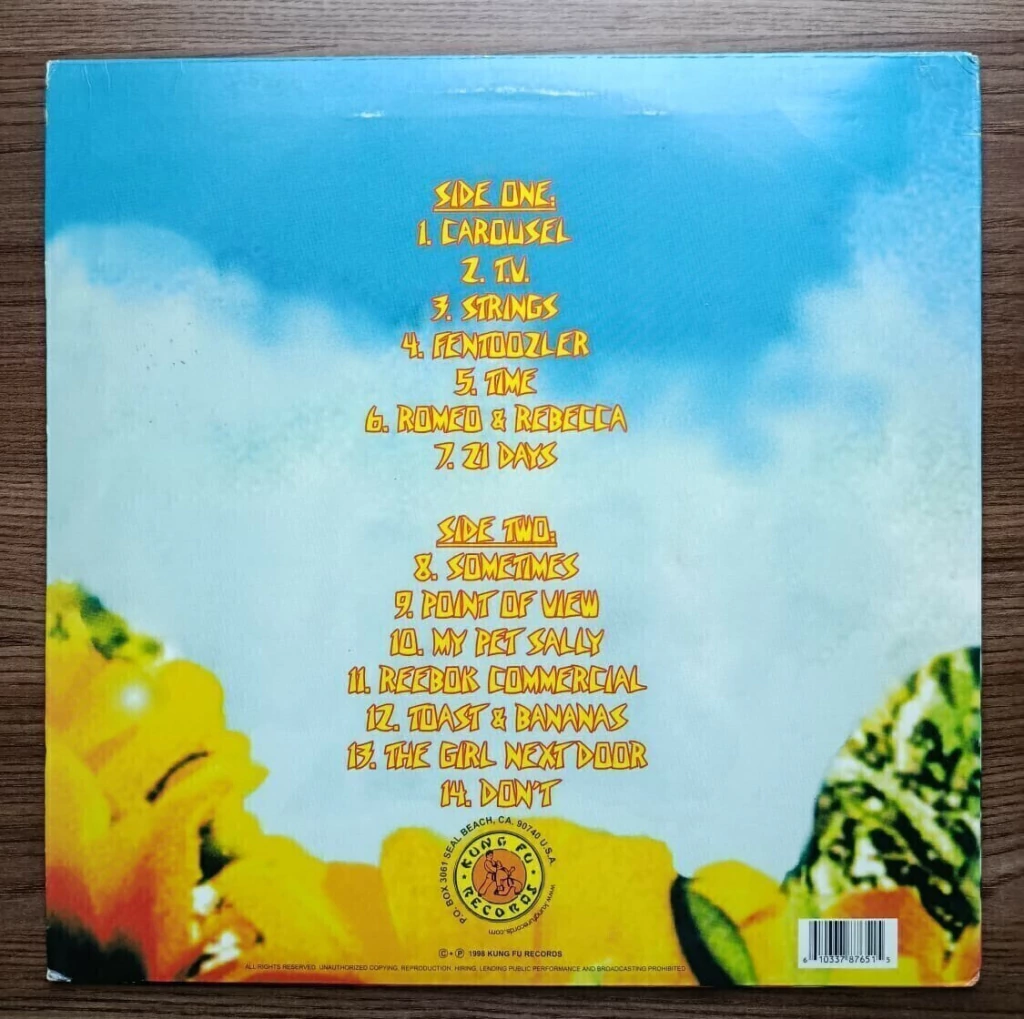 SIDE ONE:
1. CAROUSEL
2. T.V.
3. STRINGS
4. FENTOOZLER
5. TIME
6. ROMEO & REBECCA
7. 21 DAYS
SIDE TWO:
8. SOMETIMES
9. POINT OF VIEW
10. MY PET SALLY
11. REEBOK COMMERCIAL
12. TOAST & BANANAS
13. THE GIRL NEXT DOOR
14. DON'T
P.O. BOX 3061 SEAL BEACH, CA. 90740 U.S.A.
KUNG FU
RECORDS
www.kungfurecords.com
©+℗ 1998 KUNG FU RECORDS
ALL RIGHTS RESERVED. UNAUTHORIZED COPYING, REPRODUCTION, HIRING, LENDING PUBLIC PERFORMANCE AND BROADCASTING PROHIBITED
6 10337 87651 5